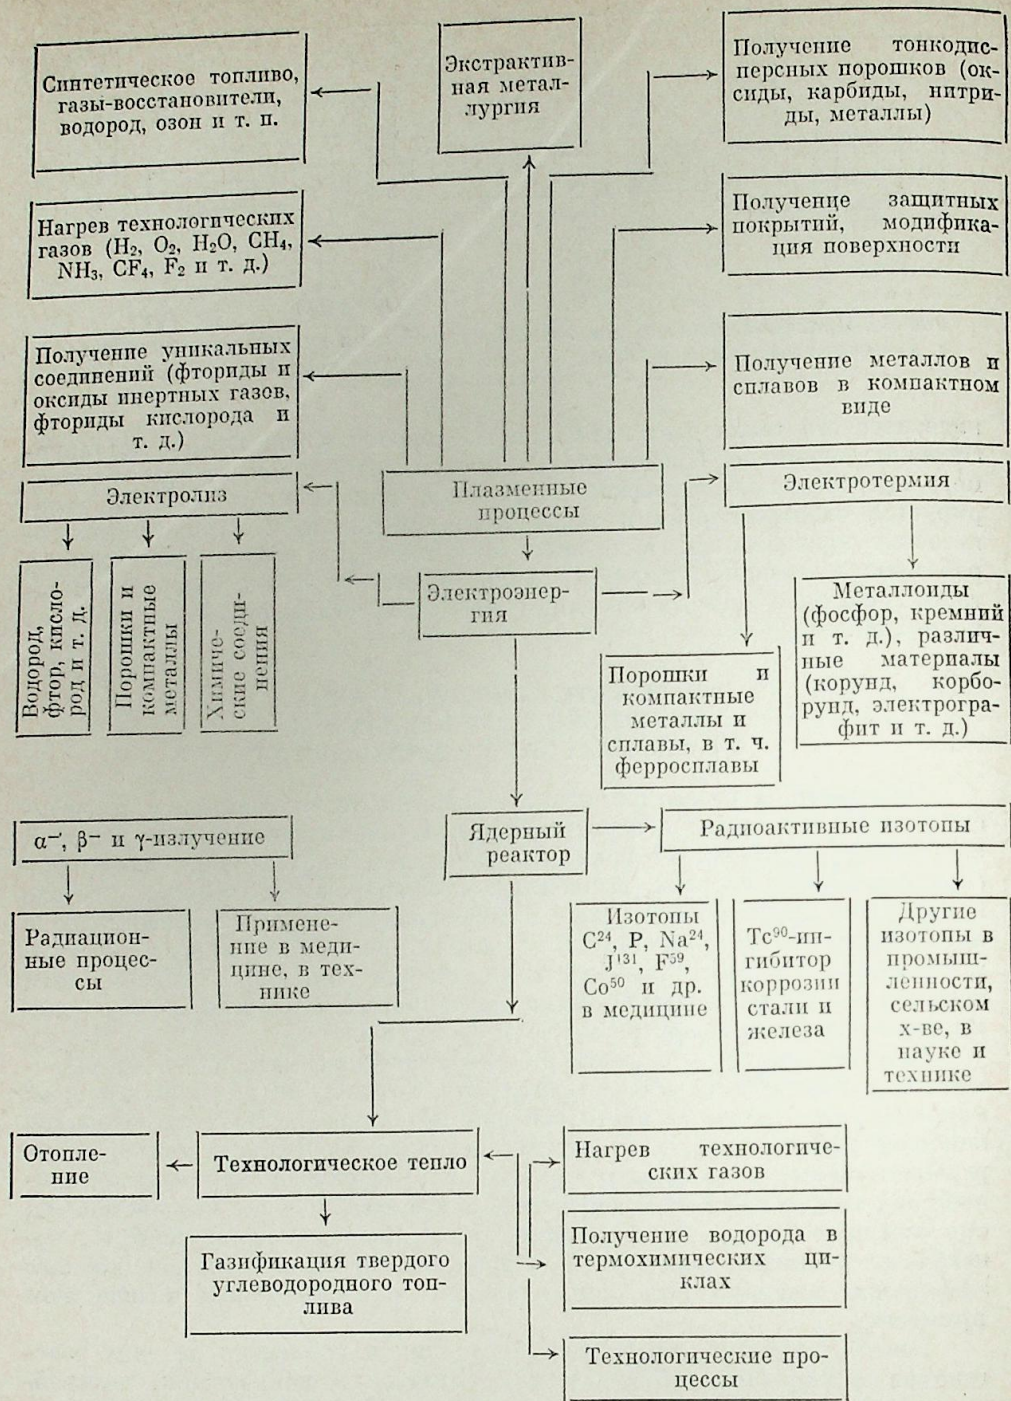 Синтетическое топливо,
газы-восстановители,
водород, озон и т. п.
Экстрактив-
ная метал-
лургия
Получение тонкодис-
персных порошков (ок-
сиды, карбиды, нитри-
ды, металлы)
Нагрев технологических
газов (H₂, O₂, H₂O, CH₄,
NH₃, CF₄, F₂ и т. д.)
Получение защитных
покрытий, модифика-
ция поверхности
Получение уникальных
соединений (фториды и
оксиды инертных газов,
фториды кислорода и
т. д.)
Получение металлов и
сплавов в компактном
виде
Электролиз
Плазменные
процессы
Электротермия
Водород,
фтор, кисло-
род и т. д.
Порошки и
компактные
металлы
Химиче-
ские соеди-
нения
Электроэнер-
гия
Порошки и
компактные
металлы и
сплавы, в т. ч.
ферросплавы
Металлоиды
(фосфор, кремний
и т. д.), различ-
ные материалы
(корунд, корбо-
рунд, электрогра-
фит и т. д.)
α-, β- и γ-излучение
Ядерный
реактор
Радиоактивные изотопы
Радиацион-
ные процес-
сы
Примене-
ние в меди-
цине, в тех-
нике
Изотопы
C²⁴, P, Na²⁴,
J¹³¹, F⁵⁹,
Co⁵⁰ и др.
в медицине
Tc⁹⁰-ин-
гибитор
коррозии
стали и
железа
Другие
изотопы в
промыш-
ленности,
сельском
х-ве, в
науке и
технике
Отопле-
ние
Технологическое тепло
Нагрев технологиче-
ских газов
Газификация твердого
углеводородного топ-
лива
Получение водорода в
термохимических ци-
клах
Технологические про-
цессы